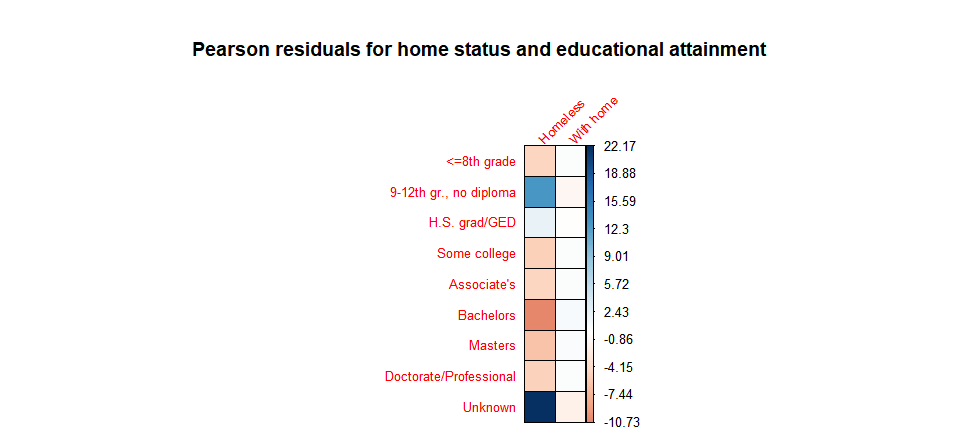 Pearson residuals for home status and educational attainment
Homeless
With home
<=8th grade
9-12th gr., no diploma
H.S. grad/GED
Some college
Associate's
Bachelors
Masters
Doctorate/Professional
Unknown
22.17
18.88
15.59
12.3
9.01
5.72
2.43
-0.86
-4.15
-7.44
-10.73